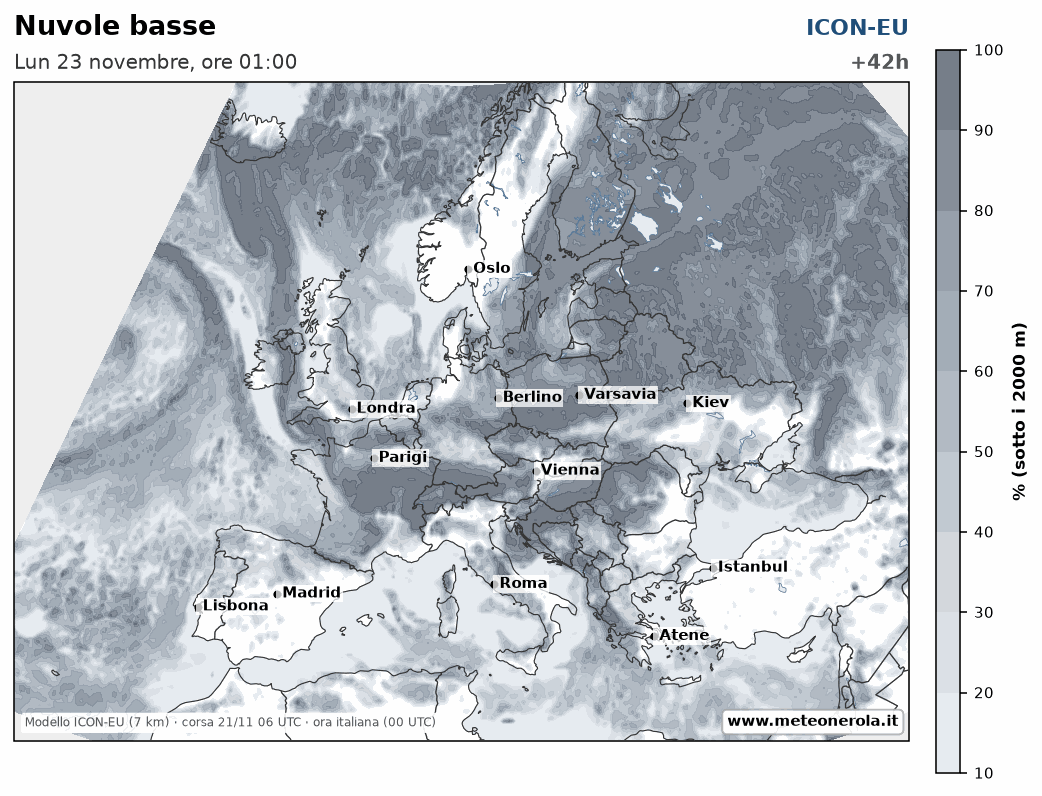 Nuvole basse
ICON-EU
Lun 23 novembre, ore 01:00
+42h
Oslo
Londra
Berlino
Varsavia
Kiev
Parigi
Vienna
Madrid
Lisbona
Roma
Istanbul
Atene
Modello ICON-EU (7 km) · corsa 21/11 06 UTC · ora italiana (00 UTC)
www.meteonerola.it
100
90
80
70
60
50
40
30
20
10
% (sotto i 2000 m)